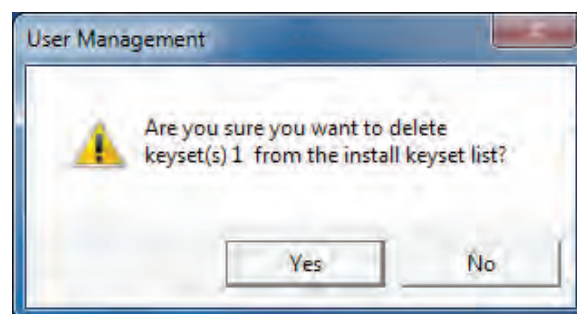 User Management
Are you sure you want to delete
keyset(s) 1 from the install keyset list?
Yes
No